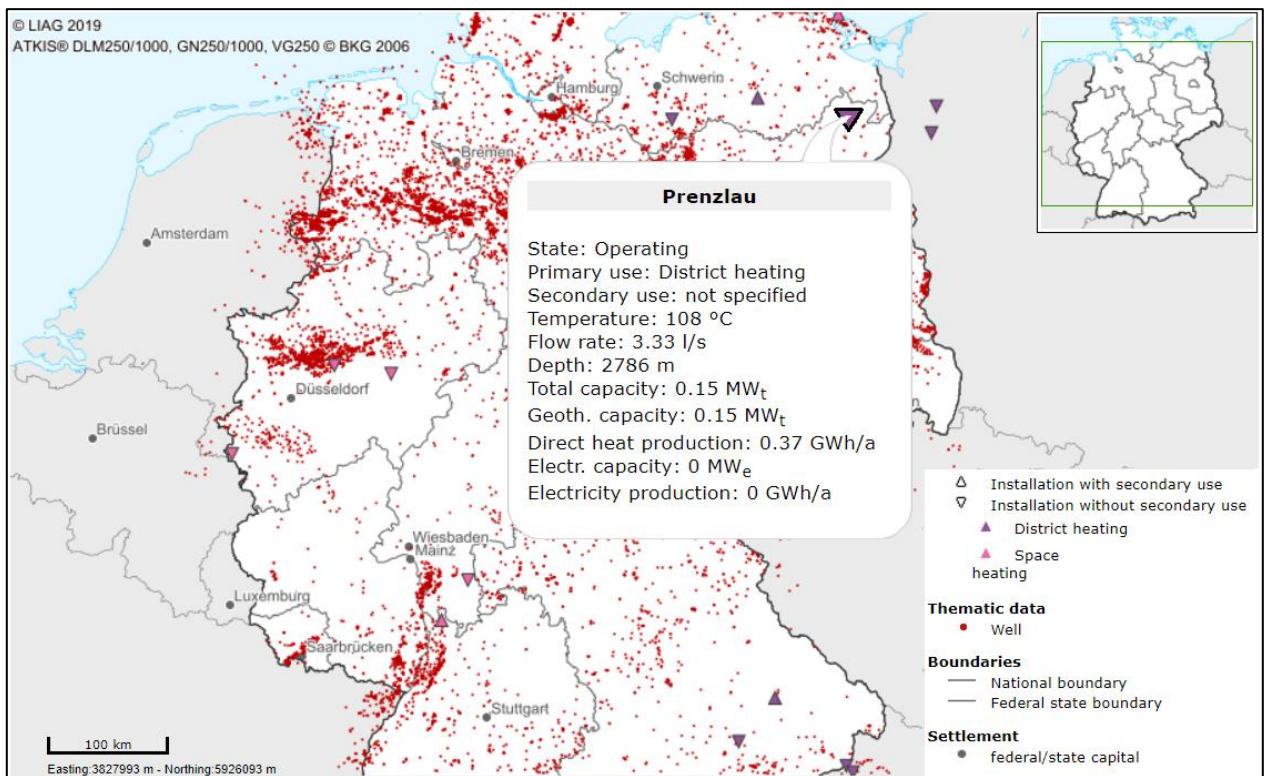 © LIAG 2019
ATKIS® DLM250/1000, GN250/1000, VG250 © BKG 2006
Schwerin
Hamburg
Bremen
Amsterdam
Düsseldorf
Brüssel
Wiesbaden
Mainz
Luxemburg
Saarbrücken
Stuttgart
Prenzlau
State: Operating
Primary use: District heating
Secondary use: not specified
Temperature: 108 ºC
Flow rate: 3.33 l/s
Depth: 2786 m
Total capacity: 0.15 MWt
Geoth. capacity: 0.15 MWt
Direct heat production: 0.37 GWh/a
Electr. capacity: 0 MWe
Electricity production: 0 GWh/a
Installation with secondary use
Installation without secondary use
District heating
Space
heating
Thematic data
Well
Boundaries
National boundary
Federal state boundary
Settlement
federal/state capital
100 km
Easting:3827993 m - Northing:5926093 m